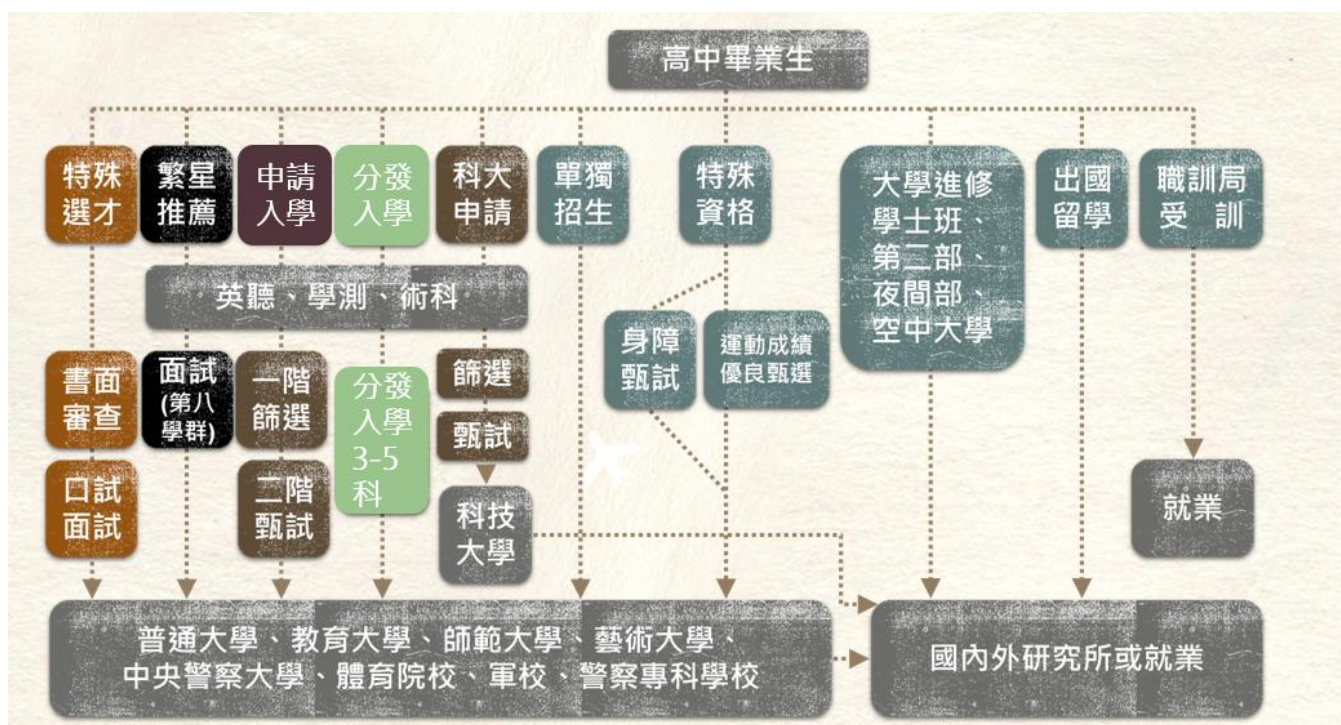 高中畢業生
特殊
選才
繁星
推薦
申請
入學
分發
入學
科大
申請
單獨
招生
特殊
資格
大學進修
學士班、
第二部、
夜間部、
空中大學
出國
留學
職訓局
受 訓
英聽、學測、術科
書面
審查
面試
(第八
學群)
一階
篩選
分發
入學
3-5
科
篩選
甄試
身障
甄試
運動成績
優良甄選
口試
面試
二階
甄試
科技
大學
就業
普通大學、教育大學、師範大學、藝術大學、
中央警察大學、體育院校、軍校、警察專科學校
國內外研究所或就業